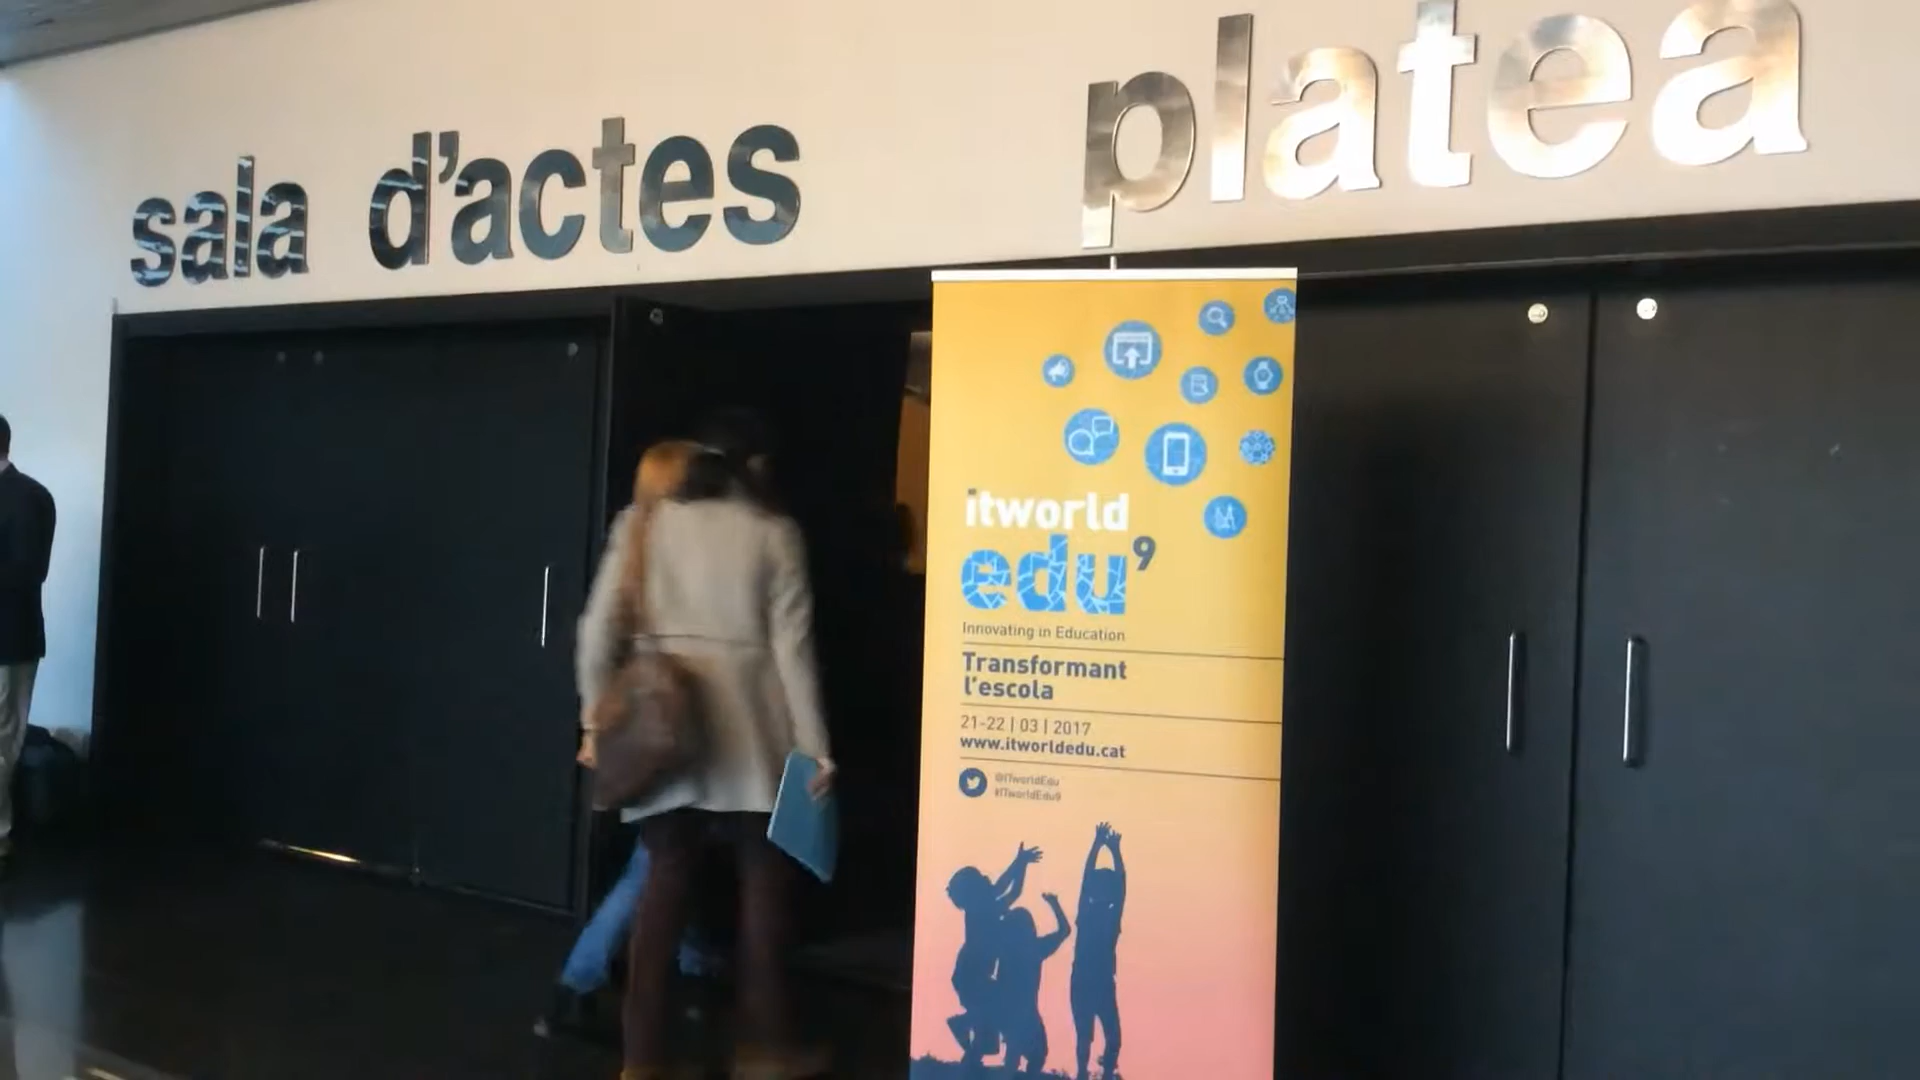 sala d'actes
platea
itworld
edu⁹
Innovating in Education
Transformant
l'escola
21-22 | 03 | 2017
www.itworldedu.cat
@ITworldEdu
#ITworldEdu9